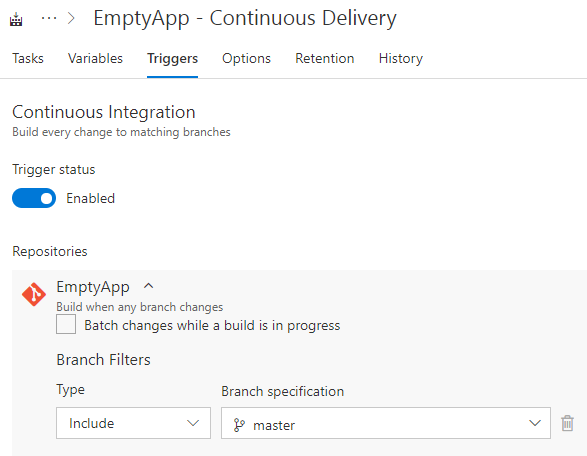 ··· > EmptyApp - Continuous Delivery
Tasks Variables Triggers Options Retention History
Continuous Integration
Build every change to matching branches
Trigger status
Enabled
Repositories
EmptyApp
Build when any branch changes
Batch changes while a build is in progress
Branch Filters
Type Branch specification
Include master